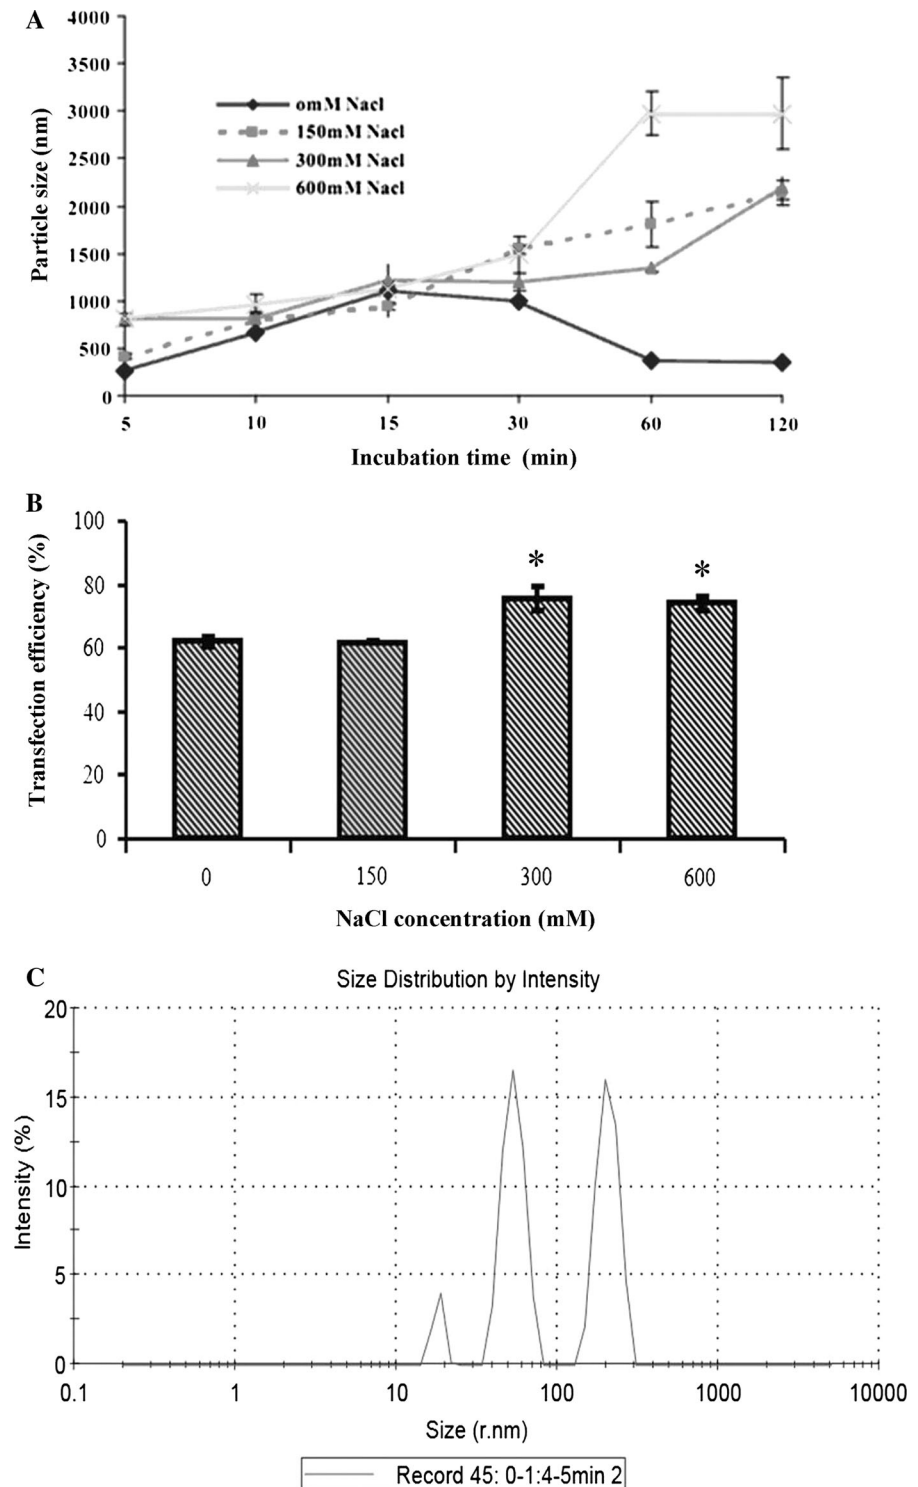 A
4000
3500
3000
2500
2000
1500
1000
500
0
Particle size (nm)
omM Nacl
150mM Nacl
300mM Nacl
600mM Nacl
5 10 15 30 60 120
Incubation time (min)
B
100
80
60
40
20
0
Transfection efficiency (%)
* *
0 150 300 600
NaCl concentration (mM)
C
Size Distribution by Intensity
20
15
10
5
0
Intensity (%)
0.1 1 10 100 1000 10000
Size (r.nm)
Record 45: 0-1:4-5min 2